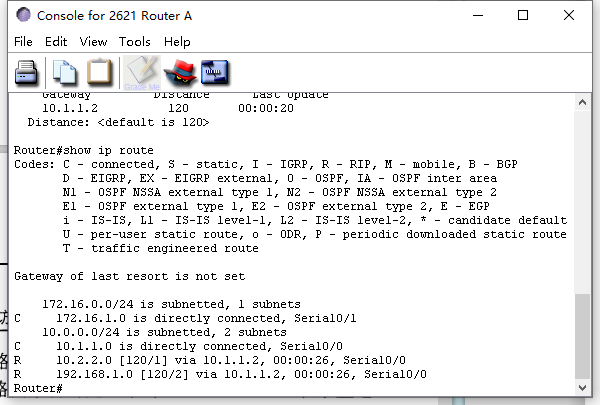 Console for 2621 Router A
File Edit View Tools Help
Grade Me
Gateway Distance Last Update
10.1.1.2 120 00:00:20
Distance: <default is 120>
Router#show ip route
Codes: C - connected, S - static, I - IGRP, R - RIP, M - mobile, B - BGP
D - EIGRP, EX - EIGRP external, O - OSPF, IA - OSPF inter area
N1 - OSPF NSSA external type 1, N2 - OSPF NSSA external type 2
E1 - OSPF external type 1, E2 - OSPF external type 2, E - EGP
i - IS-IS, L1 - IS-IS level-1, L2 - IS-IS level-2, * - candidate default
U - per-user static route, o - ODR, P - periodic downloaded static route
T - traffic engineered route
Gateway of last resort is not set
172.16.0.0/24 is subnetted, 1 subnets
C 172.16.1.0 is directly connected, Serial0/1
10.0.0.0/24 is subnetted, 2 subnets
C 10.1.1.0 is directly connected, Serial0/0
R 10.2.2.0 [120/1] via 10.1.1.2, 00:00:26, Serial0/0
R 192.168.1.0 [120/2] via 10.1.1.2, 00:00:26, Serial0/0
Router#